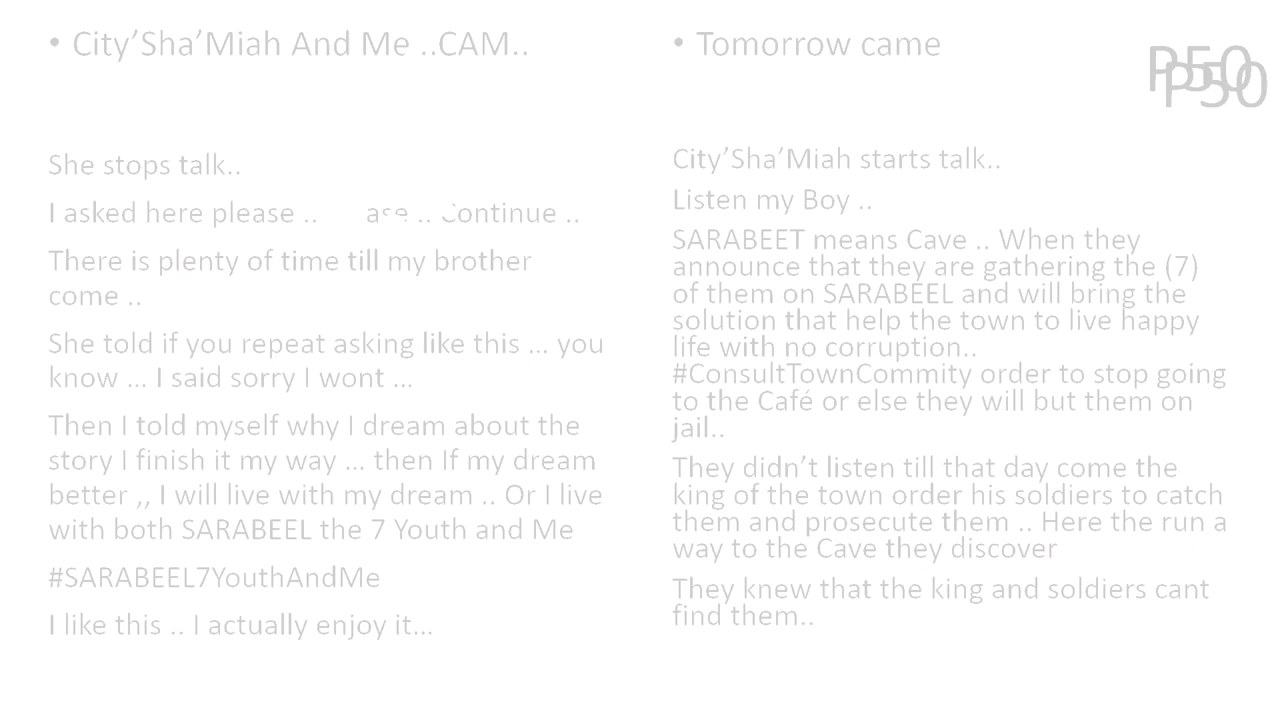 • City’Sha’Miah And Me ..CAM..
She stops talk..
I asked here please .. ase .. Continue ..
There is plenty of time till my brother
come ..
She told if you repeat asking like this ... you
know ... I said sorry I wont ...
Then I told myself why I dream about the
story I finish it my way ... then If my dream
better ,, I will live with my dream .. Or I live
with both SARABEEL the 7 Youth and Me
#SARABEEL7YouthAndMe
I like this .. I actually enjoy it...
• Tomorrow came
P50
P50
City’Sha’Miah starts talk..
Listen my Boy ..
SARABEET means Cave .. When they
announce that they are gathering the (7)
of them on SARABEEL and will bring the
solution that help the town to live happy
life with no corruption..
#ConsultTownCommity order to stop going
to the Café or else they will but them on
jail..
They didn’t listen till that day come the
king of the town order his soldiers to catch
them and prosecute them .. Here the run a
way to the Cave they discover
They knew that the king and soldiers cant
find them..